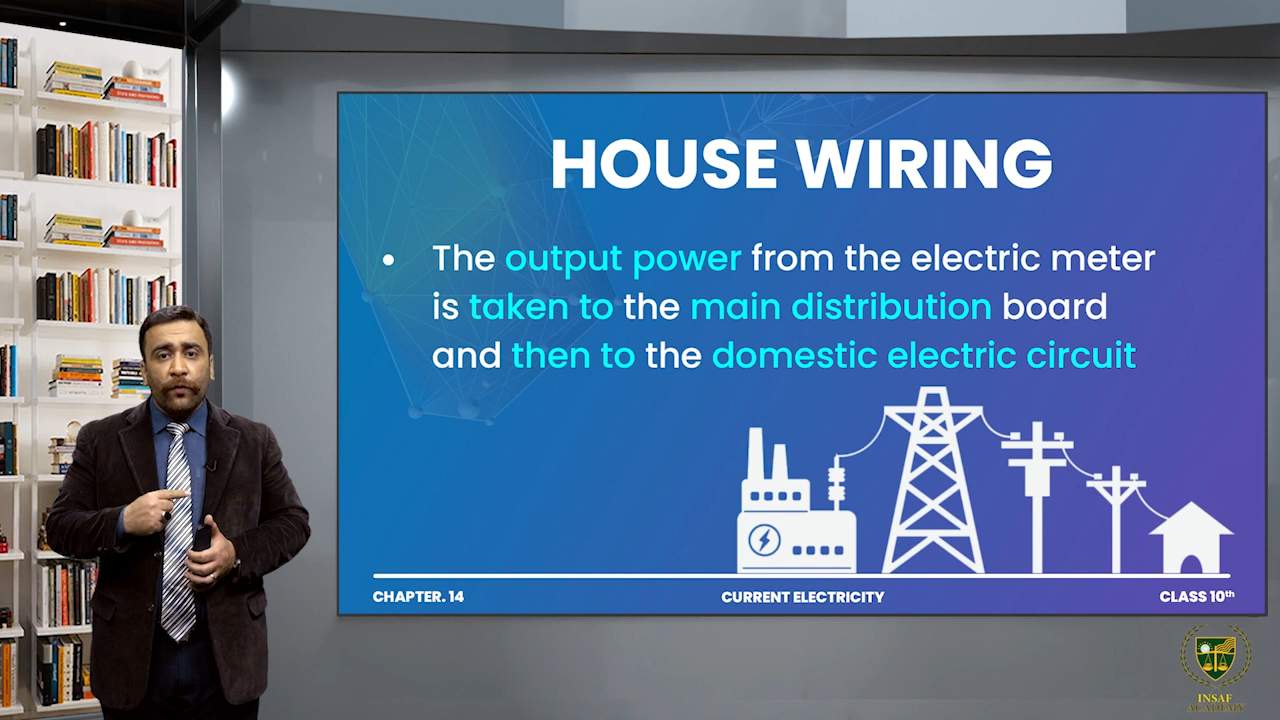 HOUSE WIRING
• The output power from the electric meter
is taken to the main distribution board
and then to the domestic electric circuit
CHAPTER. 14
CURRENT ELECTRICITY
CLASS 10th
INSAF
ACADEMY